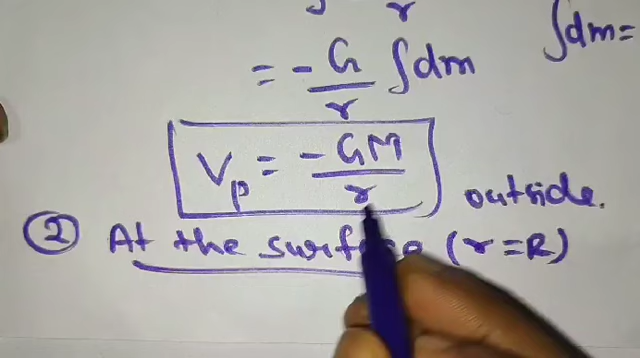 ∫ r
∫dm=
= -G/r ∫dm
Vp = -GM/r outside.
② At the surface (r=R)